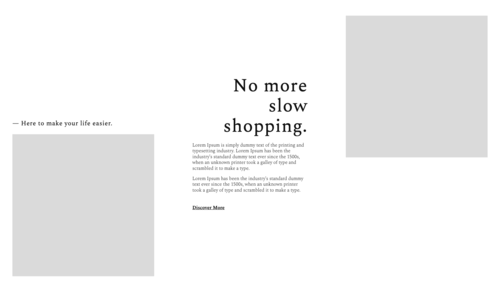 — Here to make your life easier.
No more
slow
shopping.
Lorem Ipsum is simply dummy text of the printing and
typesetting industry. Lorem Ipsum has been the
industry's standard dummy text ever since the 1500s,
when an unknown printer took a galley of type and
scrambled it to make a type.
Lorem Ipsum has been the industry's standard dummy
text ever since the 1500s, when an unknown printer
took a galley of type and scrambled it to make a type.
Discover More